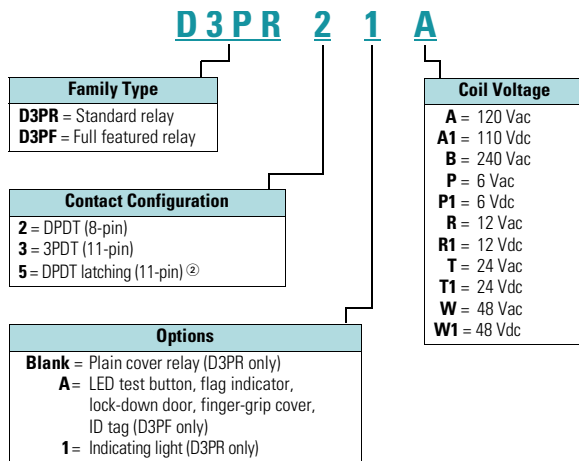 D3PR 2 1 A
Family Type
D3PR = Standard relay
D3PF = Full featured relay
Contact Configuration
2 = DPDT (8-pin)
3 = 3PDT (11-pin)
5 = DPDT latching (11-pin) ②
Options
Blank = Plain cover relay (D3PR only)
A = LED test button, flag indicator,
lock-down door, finger-grip cover,
ID tag (D3PF only)
1 = Indicating light (D3PR only)
Coil Voltage
A = 120 Vac
A1 = 110 Vdc
B = 240 Vac
P = 6 Vac
P1 = 6 Vdc
R = 12 Vac
R1 = 12 Vdc
T = 24 Vac
T1 = 24 Vdc
W = 48 Vac
W1 = 48 Vdc